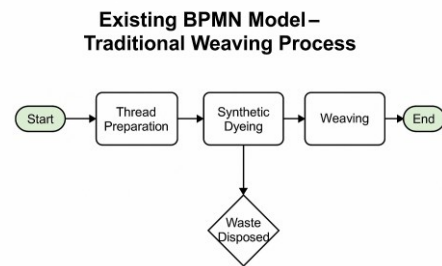 Existing BPMN Model–
Traditional Weaving Process
Start
Thread
Preparation
Synthetic
Dyeing
Weaving
End
Waste
Disposed